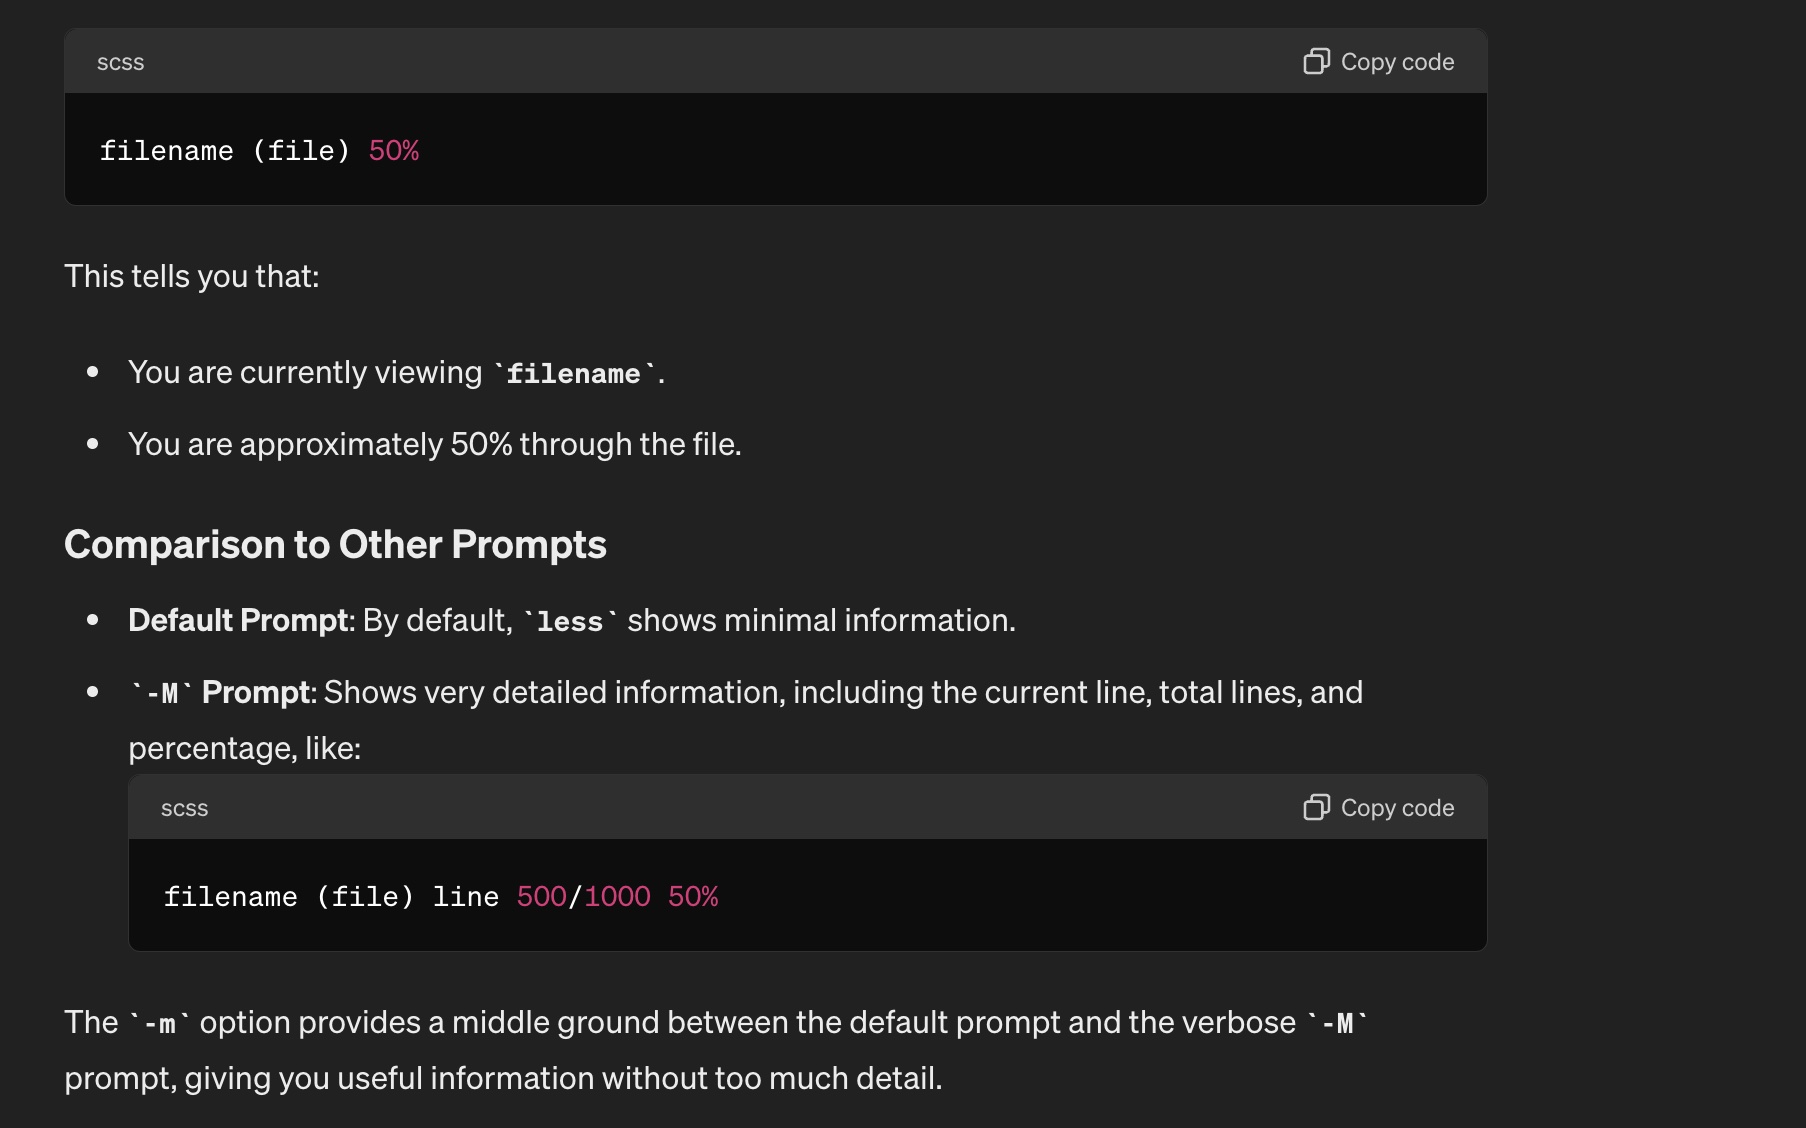 scss Copy code
filename (file) 50%
This tells you that:
• You are currently viewing `filename`.
• You are approximately 50% through the file.
Comparison to Other Prompts
• Default Prompt: By default, `less` shows minimal information.
• `-M` Prompt: Shows very detailed information, including the current line, total lines, and
percentage, like:
scss Copy code
filename (file) line 500/1000 50%
The `-m` option provides a middle ground between the default prompt and the verbose `-M`
prompt, giving you useful information without too much detail.